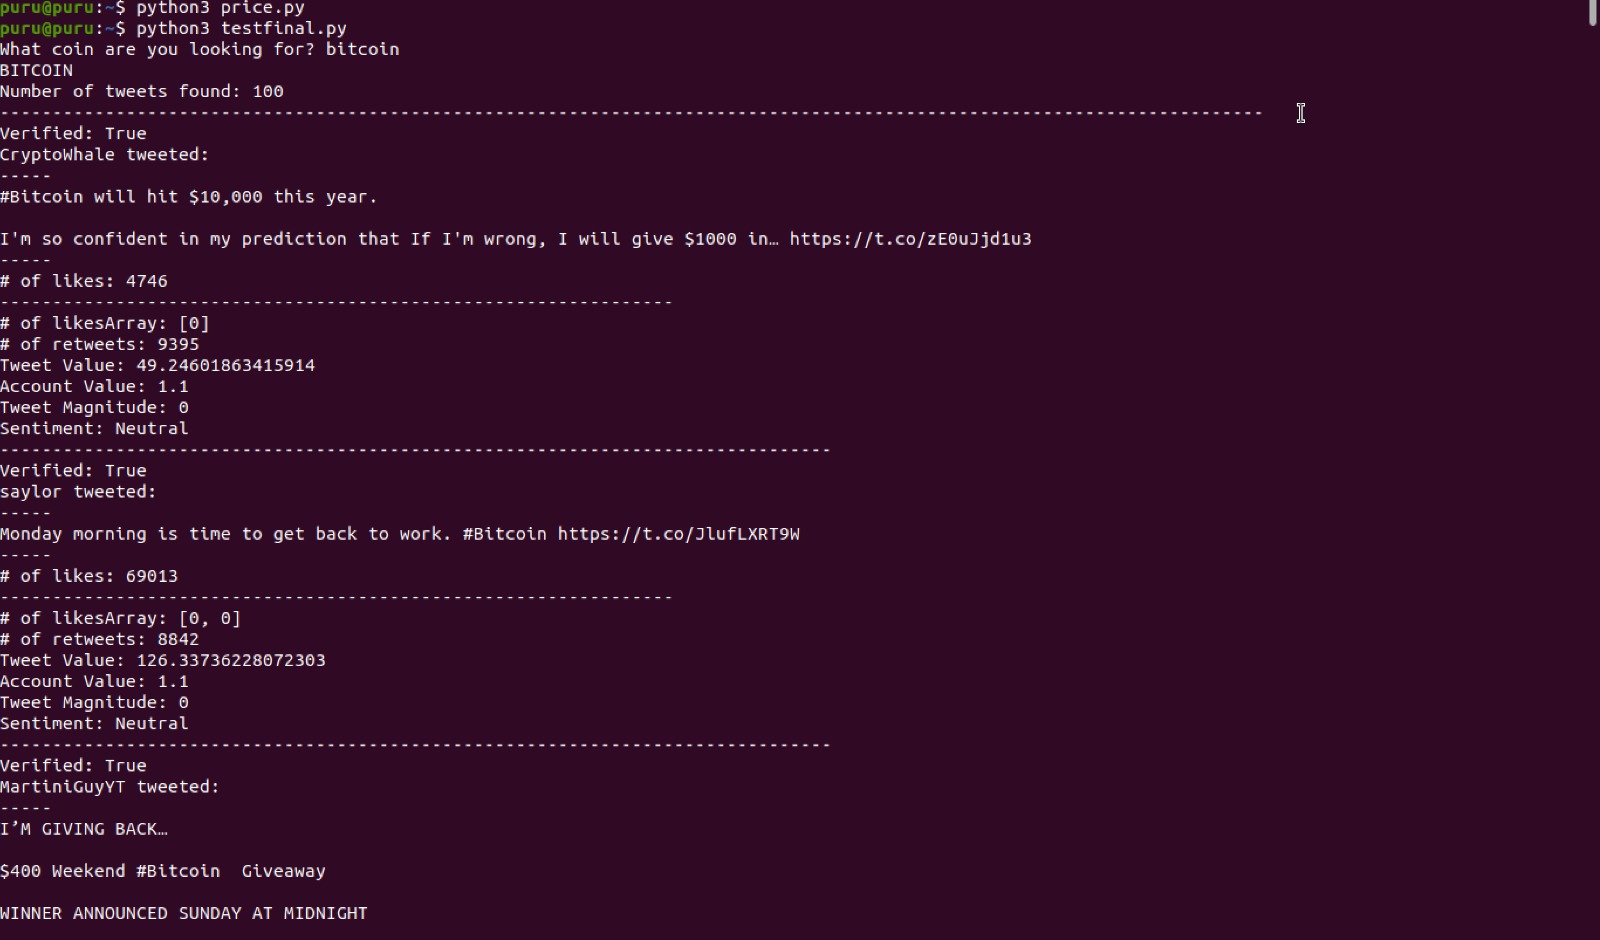 puru@puru:~$ python3 price.py
puru@puru:~$ python3 testfinal.py
What coin are you looking for? bitcoin
BITCOIN
Number of tweets found: 100
------------------------------------------------------------------------------------------------------------------------
Verified: True
CryptoWhale tweeted:
-----
#Bitcoin will hit $10,000 this year.

I'm so confident in my prediction that If I'm wrong, I will give $1000 in… https://t.co/zE0uJjd1u3
-----
# of likes: 4746
----------------------------------------------------------------
# of likesArray: [0]
# of retweets: 9395
Tweet Value: 49.24601863415914
Account Value: 1.1
Tweet Magnitude: 0
Sentiment: Neutral
-------------------------------------------------------------------------------
Verified: True
saylor tweeted:
-----
Monday morning is time to get back to work. #Bitcoin https://t.co/JlufLXRT9W
-----
# of likes: 69013
----------------------------------------------------------------
# of likesArray: [0, 0]
# of retweets: 8842
Tweet Value: 126.33736228072303
Account Value: 1.1
Tweet Magnitude: 0
Sentiment: Neutral
-------------------------------------------------------------------------------
Verified: True
MartiniGuyYT tweeted:
-----
I’M GIVING BACK…

$400 Weekend #Bitcoin  Giveaway

WINNER ANNOUNCED SUNDAY AT MIDNIGHT